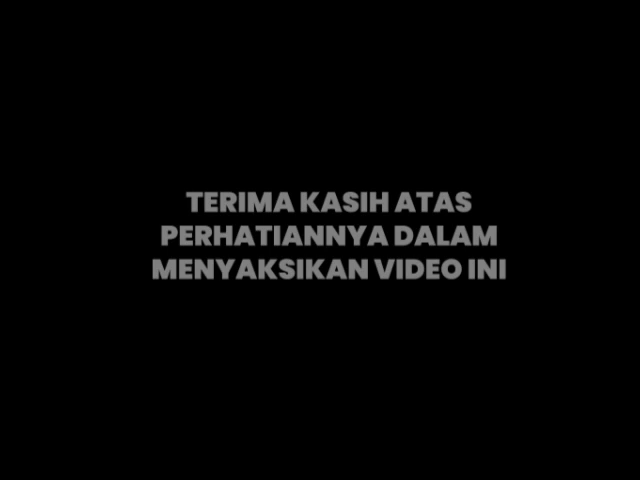 TERIMA KASIH ATAS
PERHATIANNYA DALAM
MENYAKSIKAN VIDEO INI